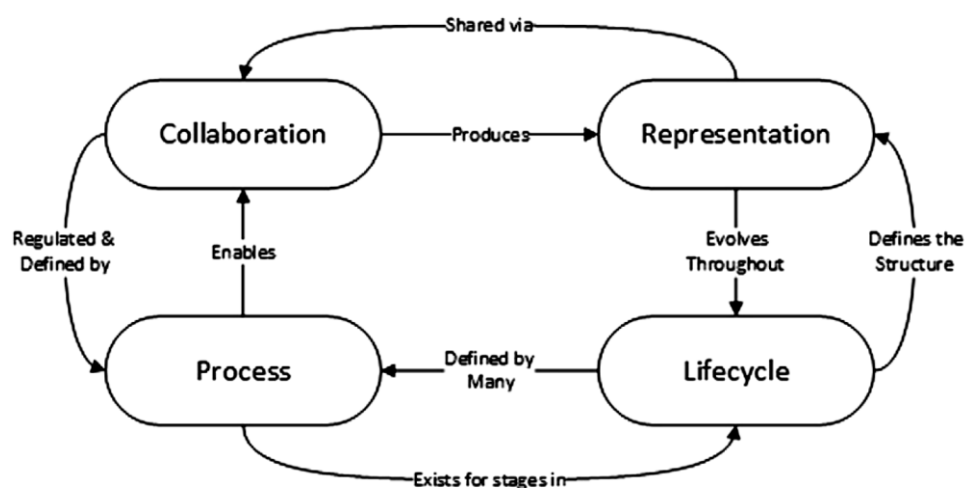 Shared via
Collaboration
Produces
Representation
Regulated &
Defined by
Enables
Evolves
Throughout
Defines the
Structure
Process
Defined by
Many
Lifecycle
Exists for stages in